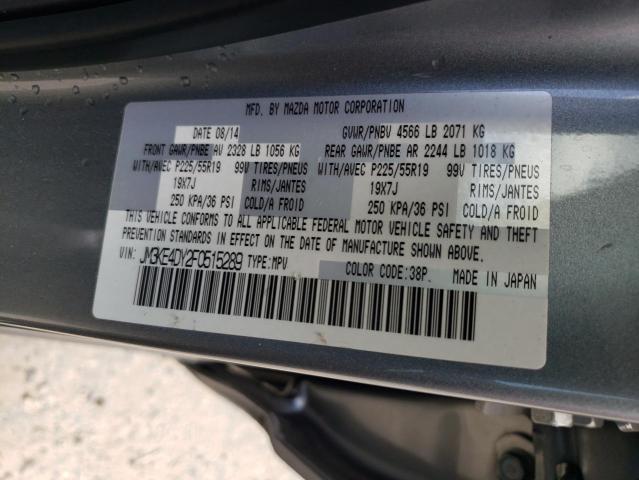 MFD. BY MAZDA MOTOR CORPORATION
DATE 08/14 GVWR/PNBV 4566 LB 2071 KG
FRONT GAWR/PNBE AV 2328 LB 1056 KG REAR GAWR/PNBE AR 2244 LB 1018 KG
WITH/AVEC P225/55R19 99V TIRES/PNEUS WITH/AVEC P225/55R19 99V TIRES/PNEUS
19X7J RIMS/JANTES 19X7J RIMS/JANTES
250 KPA/36 PSI COLD/A FROID 250 KPA/36 PSI COLD/A FROID
THIS VEHICLE CONFORMS TO ALL APPLICABLE FEDERAL MOTOR VEHICLE SAFETY AND THEFT
PREVENTION STANDARDS IN EFFECT ON THE DATE OF MANUFACTURE SHOWN ABOVE.
VIN: JM3KE4DY2F0515289 TYPE:MPV COLOR CODE:38P. MADE IN JAPAN